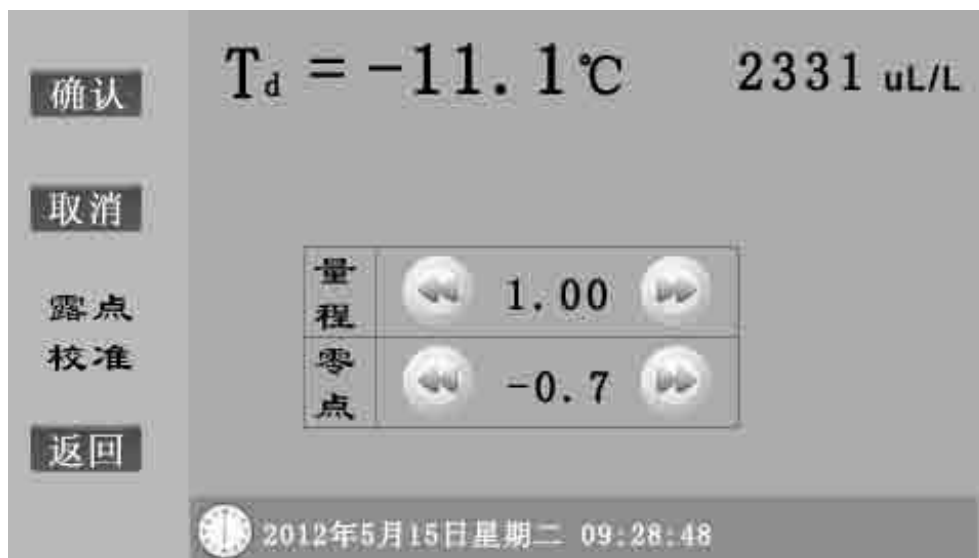 确认
取消
露点
校准
返回
Td = -11.1℃ 2331 uL/L
量程 1.00
零点 -0.7
2012年5月15日星期二 09:28:48